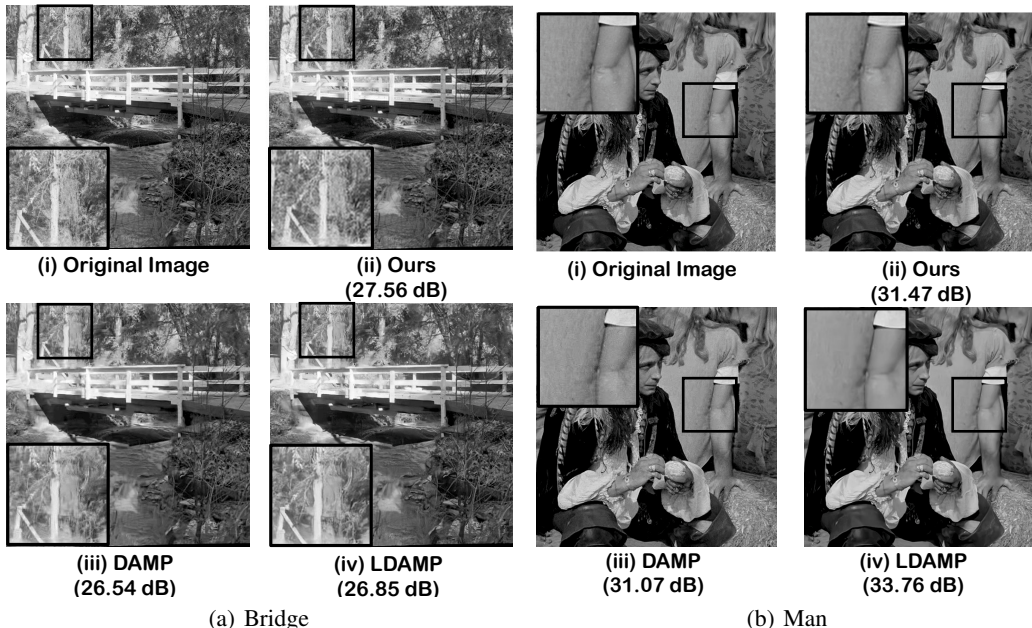 (i) Original Image
(ii) Ours
(27.56 dB)
(i) Original Image
(ii) Ours
(31.47 dB)
(iii) DAMP
(26.54 dB)
(iv) LDAMP
(26.85 dB)
(iii) DAMP
(31.07 dB)
(iv) LDAMP
(33.76 dB)
(a) Bridge
(b) Man